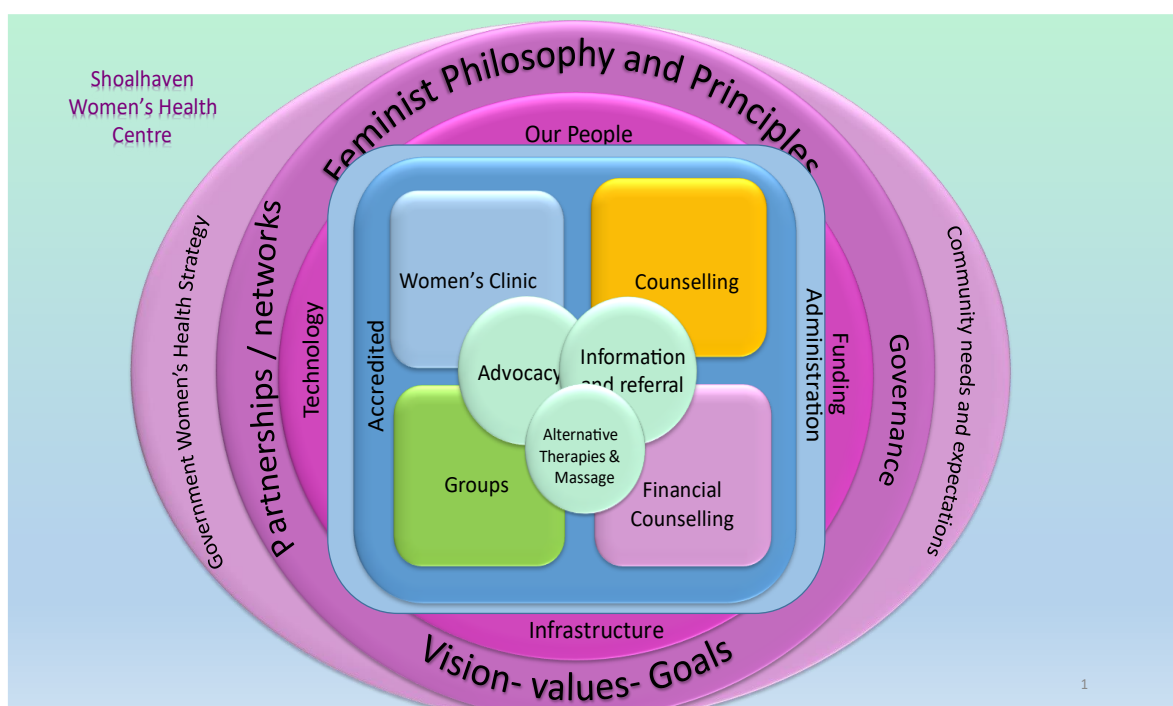 Shoalhaven
Women's Health
Centre
Feminist Philosophy and Principles
Our People
Government Women's Health Strategy
Partnerships / networks
Technology
Accredited
Women's Clinic
Counselling
Advocacy
Information
and referral
Alternative
Therapies &
Massage
Groups
Financial
Counselling
Administration
Funding
Governance
Community needs and expectations
Infrastructure
Vision- values- Goals
1